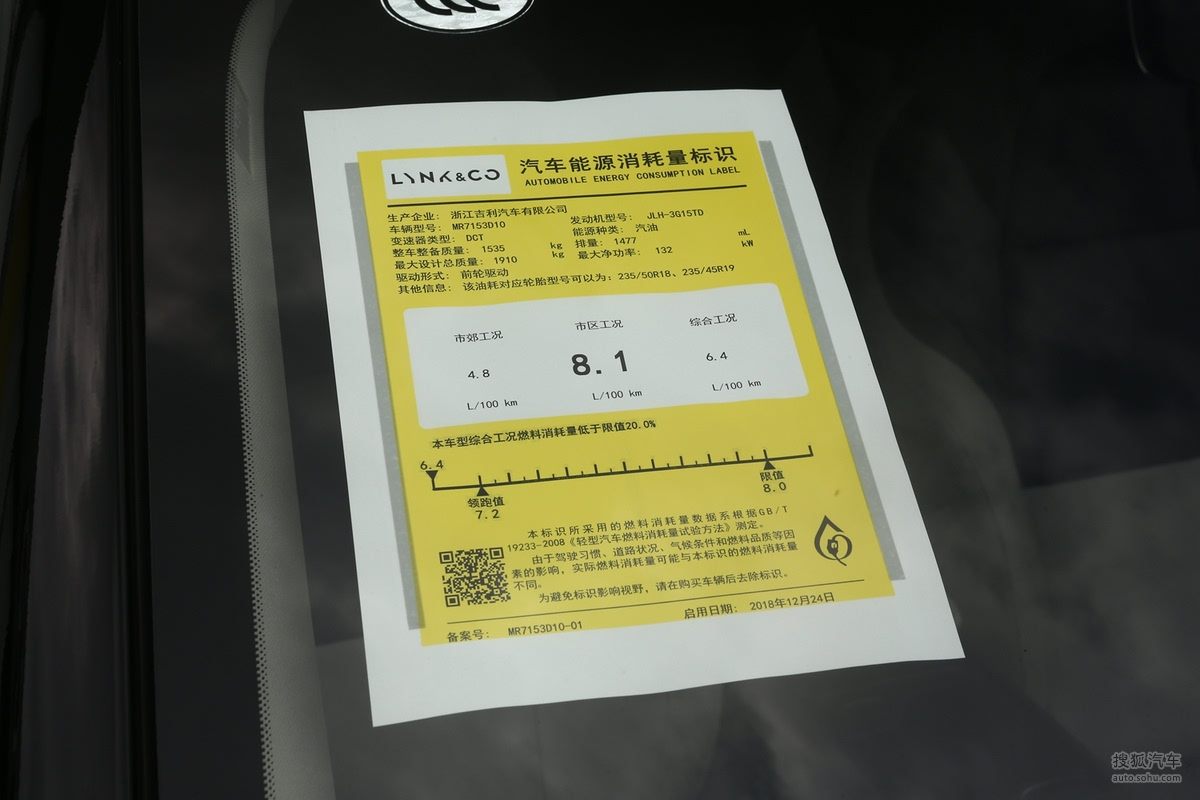 LYNK&CO
汽车能源消耗量标识
AUTOMOBILE ENERGY CONSUMPTION LABEL
生产企业: 浙江吉利汽车有限公司
车辆型号: MR7153D10 发动机型号: JLH-3G15TD
变速器类型: DCT 能源种类: 汽油
整车整备质量: 1535 kg 排量: 1477 mL
最大设计总质量: 1910 kg 最大净功率: 132 kW
驱动形式: 前轮驱动
其他信息: 该油耗对应轮胎型号可以为: 235/50R18、235/45R19
市郊工况 市区工况 综合工况
4.8 8.1 6.4
L/100 km L/100 km L/100 km
本车型综合工况燃料消耗量低于限值20.0%
6.4
领跑值 限值
7.2 8.0
本标识所采用的燃料消耗量数据系根据GB/T
19233-2008《轻型汽车燃料消耗量试验方法》测定。
由于驾驶习惯、道路状况、气候条件和燃料品质等因
素的影响, 实际燃料消耗量可能与本标识的燃料消耗量
不同。
为避免标识影响视野, 请在购买车辆后去除标识。
备案号: MR7153D10-01 启用日期: 2018年12月24日
搜狐汽车
auto.sohu.com